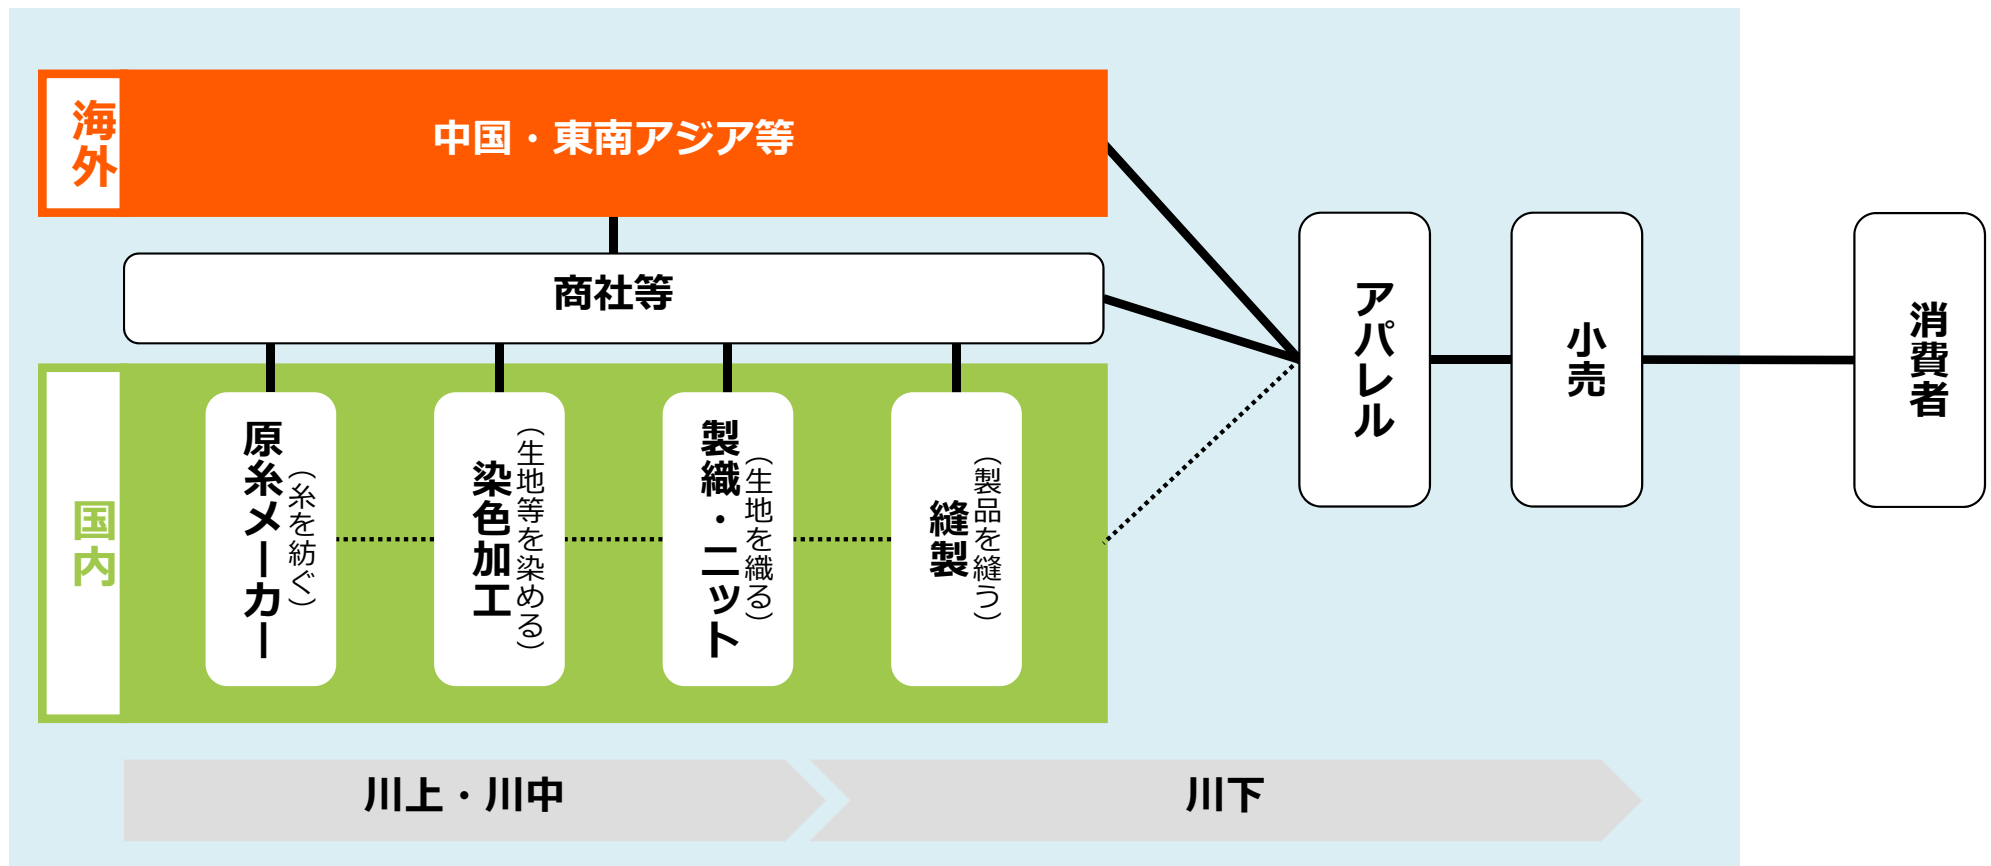 海外
中国・東南アジア等
商社等
国内
原糸メーカー
（糸を紡ぐ）
染色加工
（生地等を染める）
製織・ニット
（生地を織る）
縫製
（製品を縫う）
アパレル
小売
消費者
川上・川中
川下